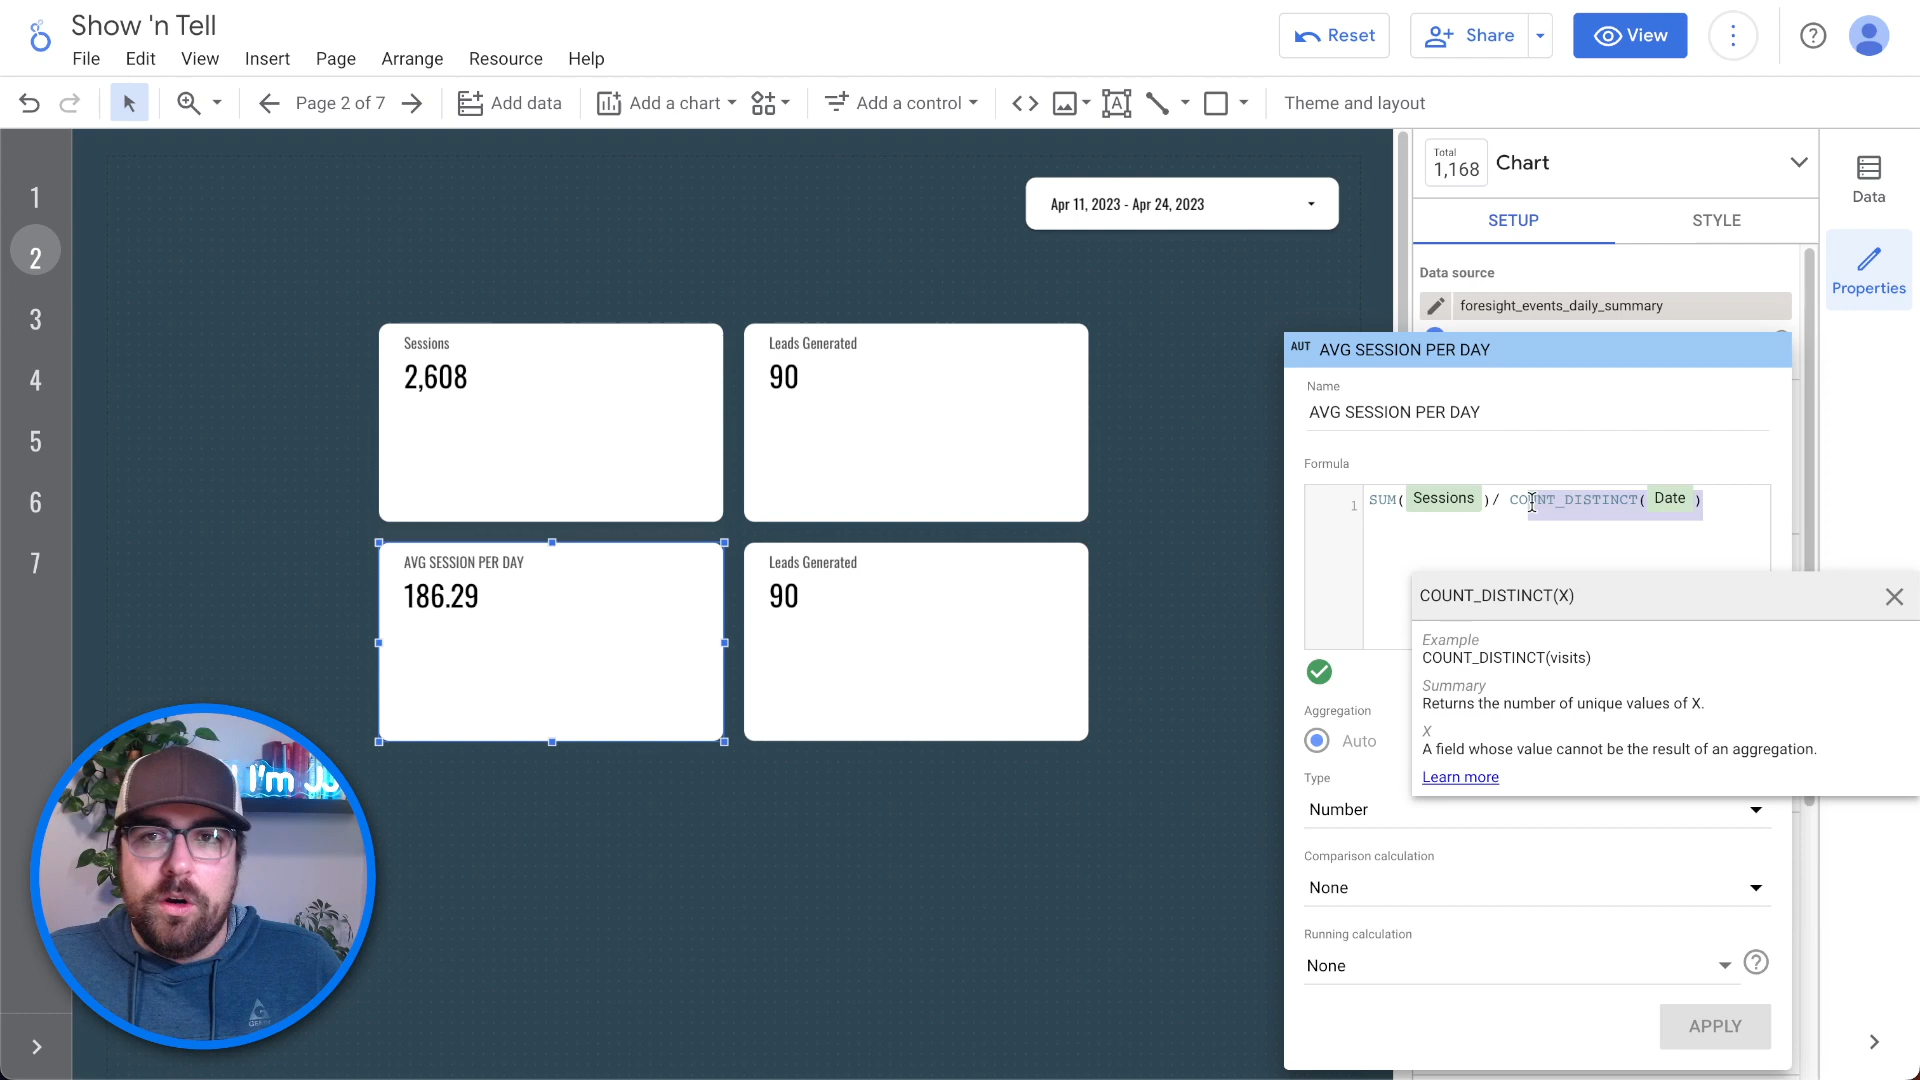 Show 'n Tell
File Edit View Insert Page Arrange Resource Help
Reset
Share
View
Page 2 of 7
Add data
Add a chart
Add a control
Theme and layout
1
2
3
4
5
6
7
Apr 11, 2023 - Apr 24, 2023
Sessions
2,608
Leads Generated
90
AVG SESSION PER DAY
186.29
Leads Generated
90
Total
1,168
Chart
SETUP
STYLE
Data source
foresight_events_daily_summary
Data
Properties
AUT AVG SESSION PER DAY
Name
AVG SESSION PER DAY
Formula
1 SUM( Sessions )/ COUNT_DISTINCT( Date )
COUNT_DISTINCT(X)
Example
COUNT_DISTINCT(visits)
Summary
Returns the number of unique values of X.
X
A field whose value cannot be the result of an aggregation.
Learn more
Aggregation
Auto
Type
Number
Comparison calculation
None
Running calculation
None
APPLY
I'm